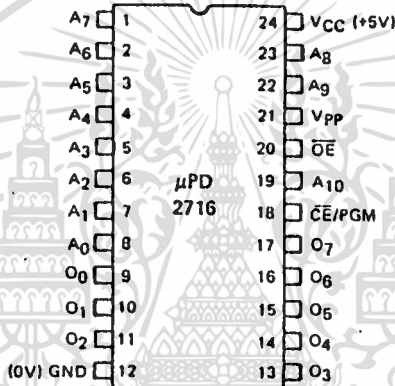 A7 1 24 VCC (+5V)
A6 2 23 A8
A5 3 22 A9
A4 4 21 VPP
A3 5 20 O̅E̅
A2 6 μPD 19 A10
A1 7 2716 18 C̅E̅/PGM
A0 8 17 O7
O0 9 16 O6
O1 10 15 O5
O2 11 14 O4
(0V) GND 12 13 O3